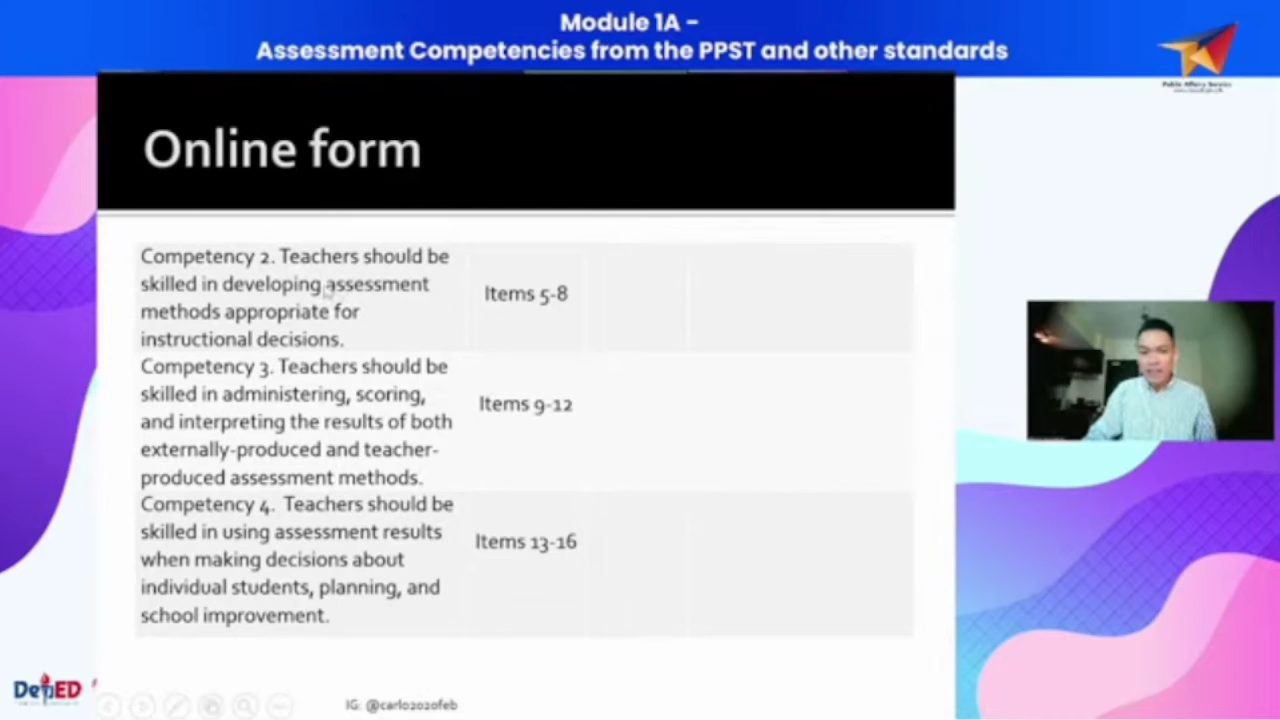 Module 1A -
Assessment Competencies from the PPST and other standards
Public Affairs Service
Online form
Competency 2. Teachers should be
skilled in developing assessment
methods appropriate for
instructional decisions.
Items 5-8
Competency 3. Teachers should be
skilled in administering, scoring,
and interpreting the results of both
externally-produced and teacher-
produced assessment methods.
Items 9-12
Competency 4. Teachers should be
skilled in using assessment results
when making decisions about
individual students, planning, and
school improvement.
Items 13-16
DepED
IG: @carlo2020feb